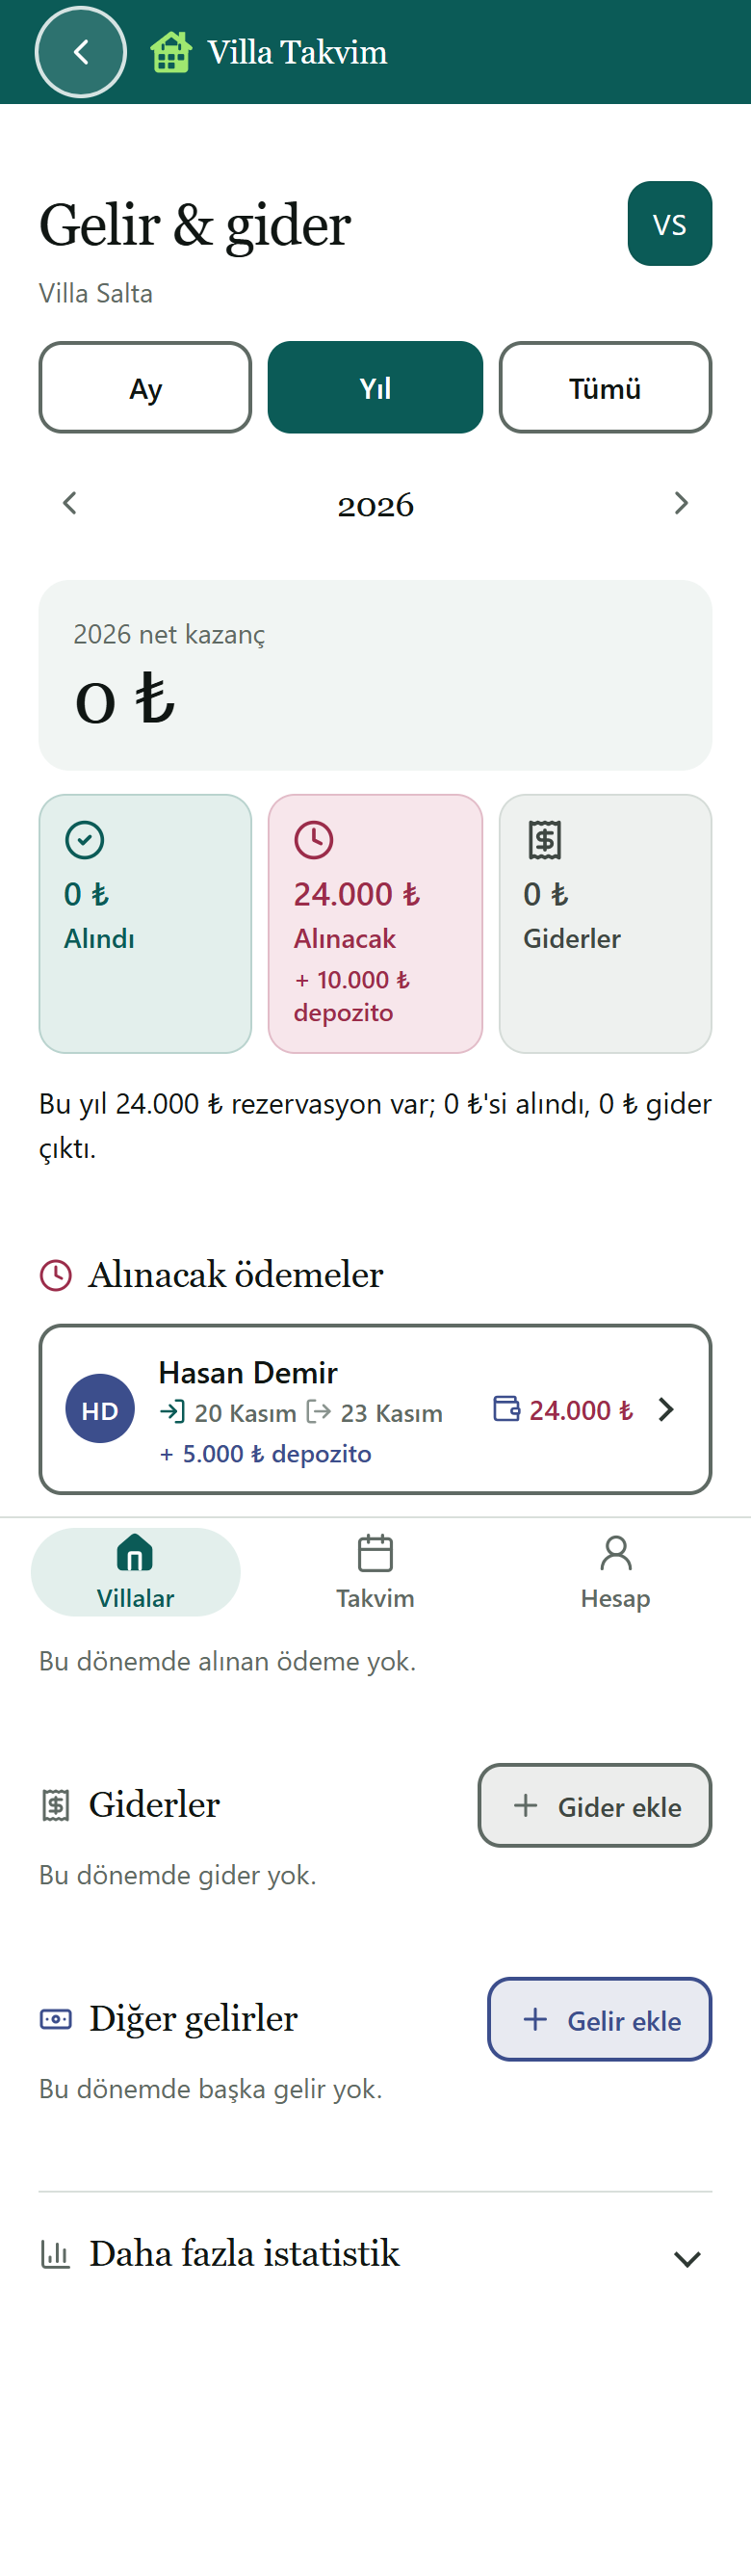 Villa Takvim
Gelir & gider
VS
Villa Salta
Ay
Yıl
Tümü
2026
2026 net kazanç
0 ₺
0 ₺
Alındı
24.000 ₺
Alınacak
+ 10.000 ₺
depozito
0 ₺
Giderler
Bu yıl 24.000 ₺ rezervasyon var; 0 ₺'si alındı, 0 ₺ gider
çıktı.
Alınacak ödemeler
HD
Hasan Demir
20 Kasım 23 Kasım
+ 5.000 ₺ depozito
24.000 ₺
Villalar
Takvim
Hesap
Bu dönemde alınan ödeme yok.
Giderler
Gider ekle
Bu dönemde gider yok.
Diğer gelirler
Gelir ekle
Bu dönemde başka gelir yok.
Daha fazla istatistik